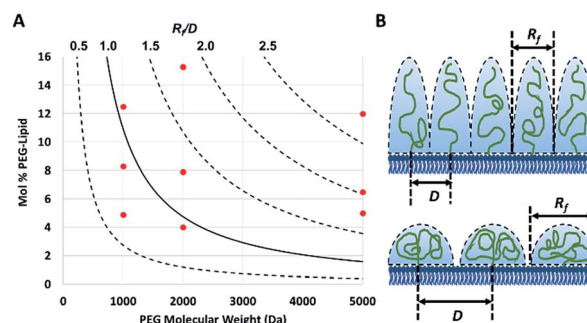 A
R_f/D
0.5 1.0 1.5 2.0 2.5
Mol % PEG-Lipid
16
14
12
10
8
6
4
2
0
0 1000 2000 3000 4000 5000
PEG Molecular Weight (Da)
B
R_f
D
R_f
D